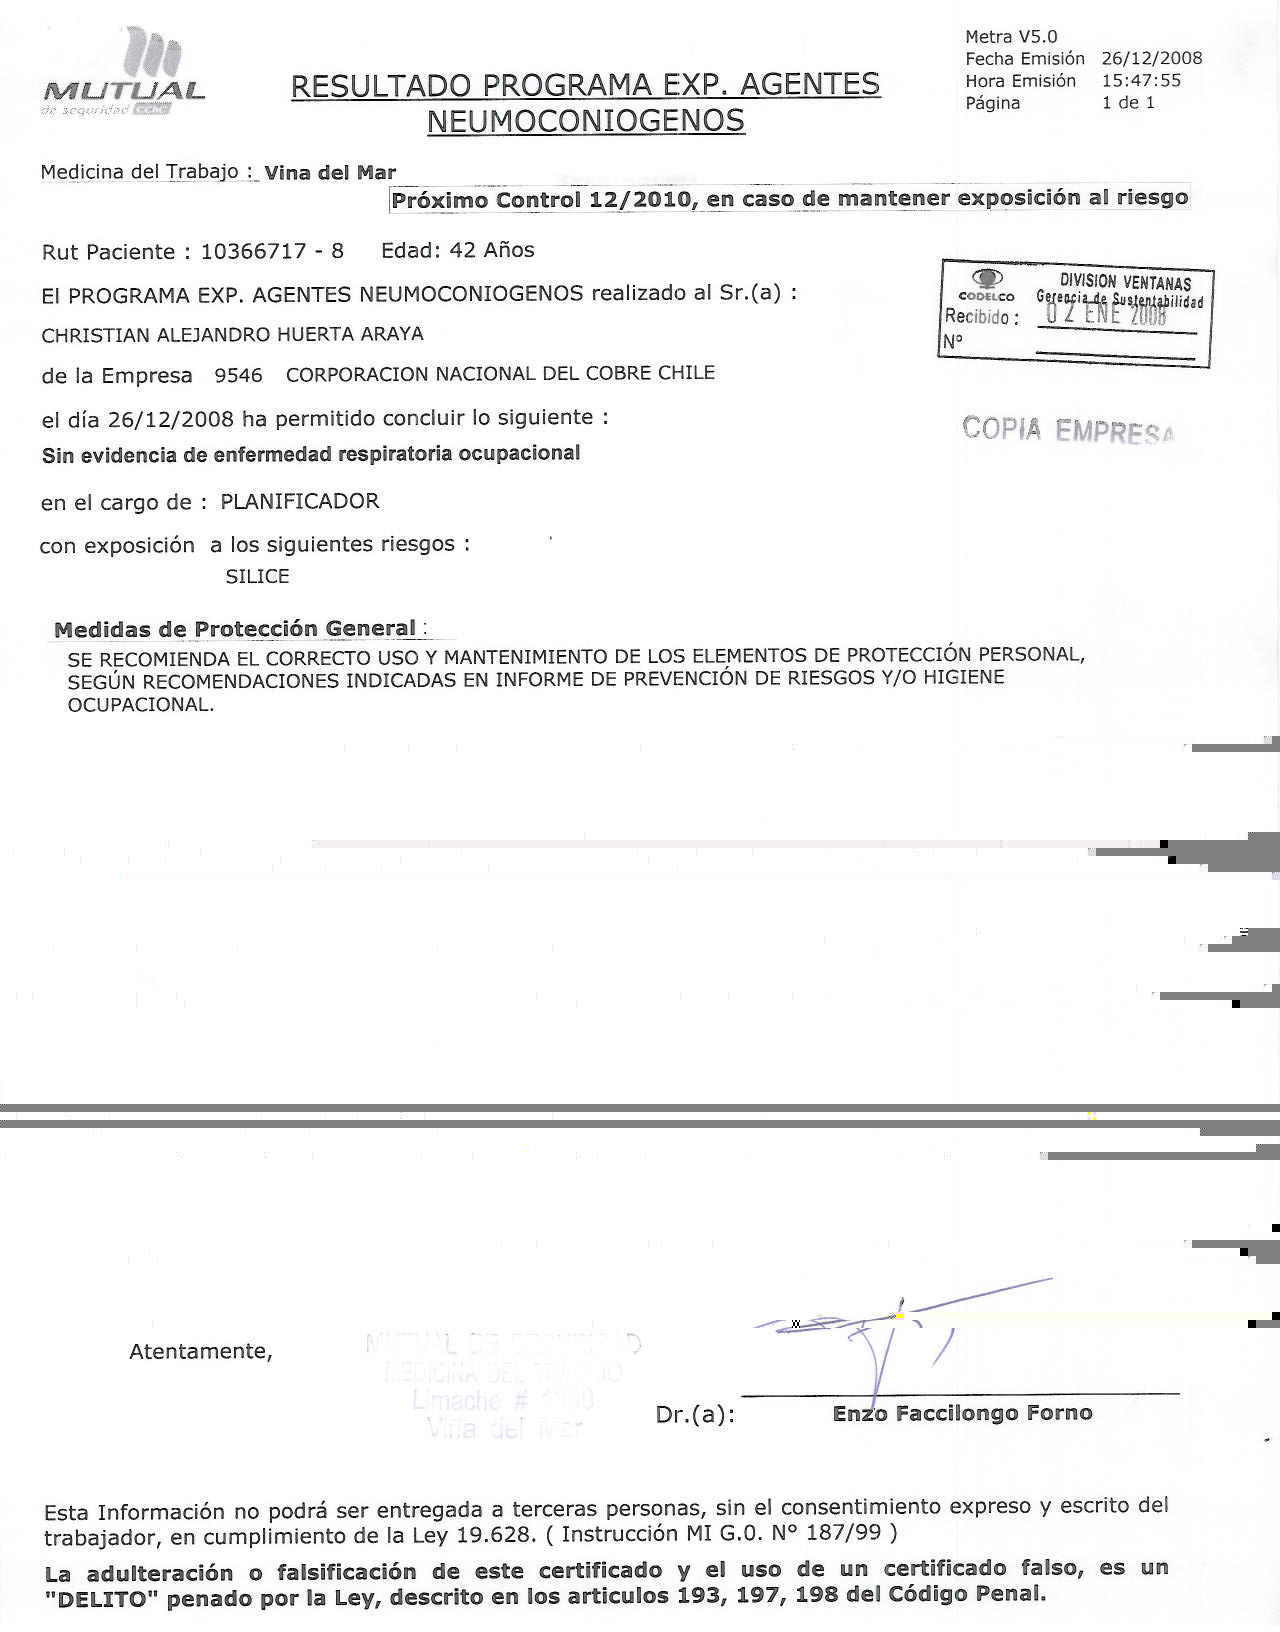 MUTUAL
de seguridad CChC
Metra V5.0
Fecha Emisión 26/12/2008
Hora Emisión 15:47:55
Página 1 de 1
RESULTADO PROGRAMA EXP. AGENTES
NEUMOCONIOGENOS
Medicina del Trabajo : Vina del Mar
Próximo Control 12/2010, en caso de mantener exposición al riesgo
Rut Paciente : 10366717 - 8 Edad: 42 Años
El PROGRAMA EXP. AGENTES NEUMOCONIOGENOS realizado al Sr.(a) :
CHRISTIAN ALEJANDRO HUERTA ARAYA
de la Empresa 9546 CORPORACION NACIONAL DEL COBRE CHILE
el día 26/12/2008 ha permitido concluir lo siguiente :
Sin evidencia de enfermedad respiratoria ocupacional
en el cargo de : PLANIFICADOR
con exposición a los siguientes riesgos :
SILICE
CODELCO
DIVISION VENTANAS
Gerencia de Sustentabilidad
Recibido : 02 ENE 2008
Nº
COPIA EMPRESA
Medidas de Protección General :
SE RECOMIENDA EL CORRECTO USO Y MANTENIMIENTO DE LOS ELEMENTOS DE PROTECCIÓN PERSONAL,
SEGÚN RECOMENDACIONES INDICADAS EN INFORME DE PREVENCIÓN DE RIESGOS Y/O HIGIENE
OCUPACIONAL.
Atentamente,
MUTUAL DE SEGURIDAD
MEDICINA DEL TRABAJO
Limache # 1300
Viña del Mar
Dr.(a): Enzo Faccilongo Forno
Esta Información no podrá ser entregada a terceras personas, sin el consentimiento expreso y escrito del
trabajador, en cumplimiento de la Ley 19.628. ( Instrucción MI G.O. Nº 187/99 )
La adulteración o falsificación de este certificado y el uso de un certificado falso, es un
"DELITO" penado por la Ley, descrito en los articulos 193, 197, 198 del Código Penal.